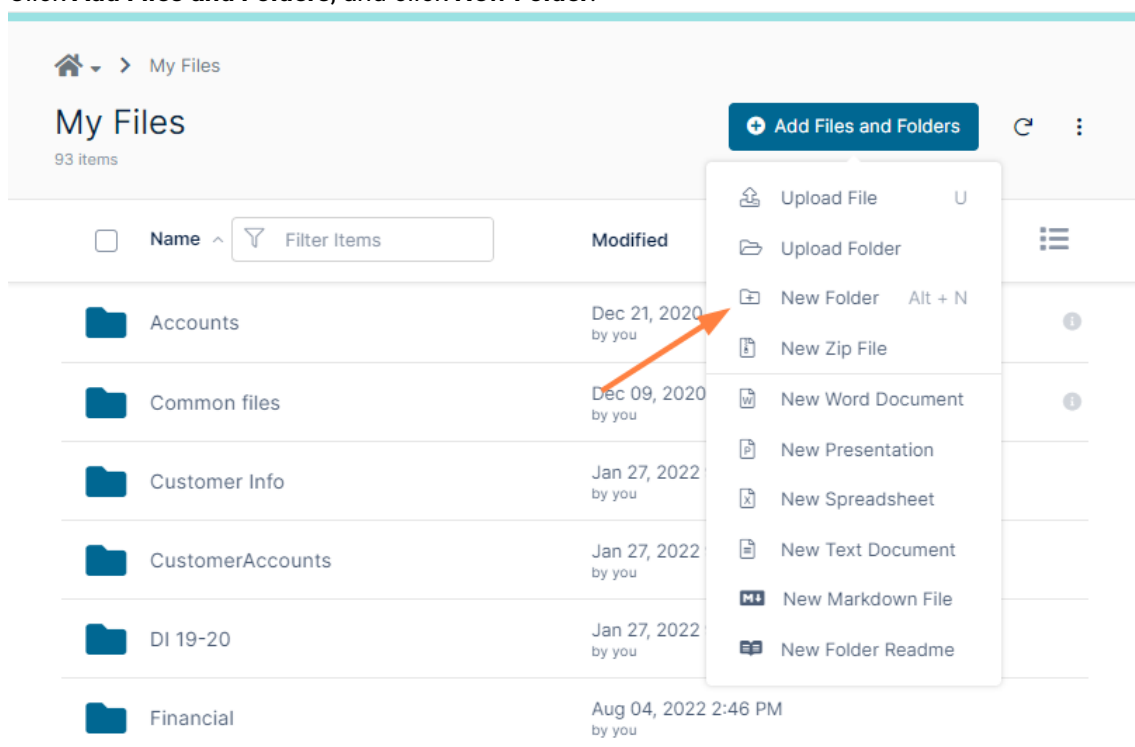 My Files
My Files
Add Files and Folders
93 items
Upload File U
Name Filter Items Modified
Upload Folder
New Folder Alt + N
Accounts Dec 21, 2020
by you
New Zip File
Common files Dec 09, 2020
by you
New Word Document
New Presentation
Customer Info Jan 27, 2022
by you
New Spreadsheet
CustomerAccounts Jan 27, 2022
by you
New Text Document
New Markdown File
DI 19-20 Jan 27, 2022
by you
New Folder Readme
Financial Aug 04, 2022 2:46 PM
by you